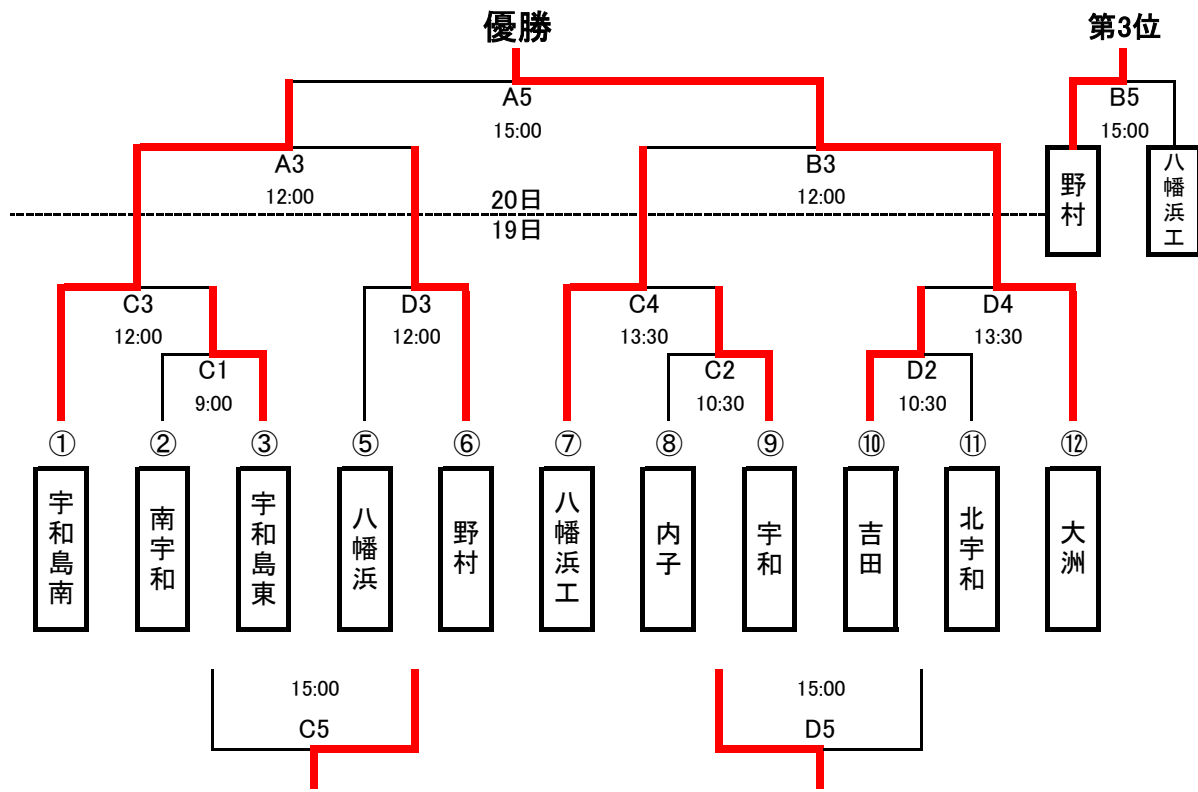 優勝
第3位
A5
15:00
B5
15:00
A3
12:00
B3
12:00
野村
八幡浜工
20日
19日
C3
12:00
D3
12:00
C4
13:30
D4
13:30
C1
9:00
C2
10:30
D2
10:30
① ② ③ ⑤ ⑥ ⑦ ⑧ ⑨ ⑩ ⑪ ⑫
宇和島南
南宇和
宇和島東
八幡浜
野村
八幡浜工
内子
宇和
吉田
北宇和
大洲
15:00
C5
15:00
D5